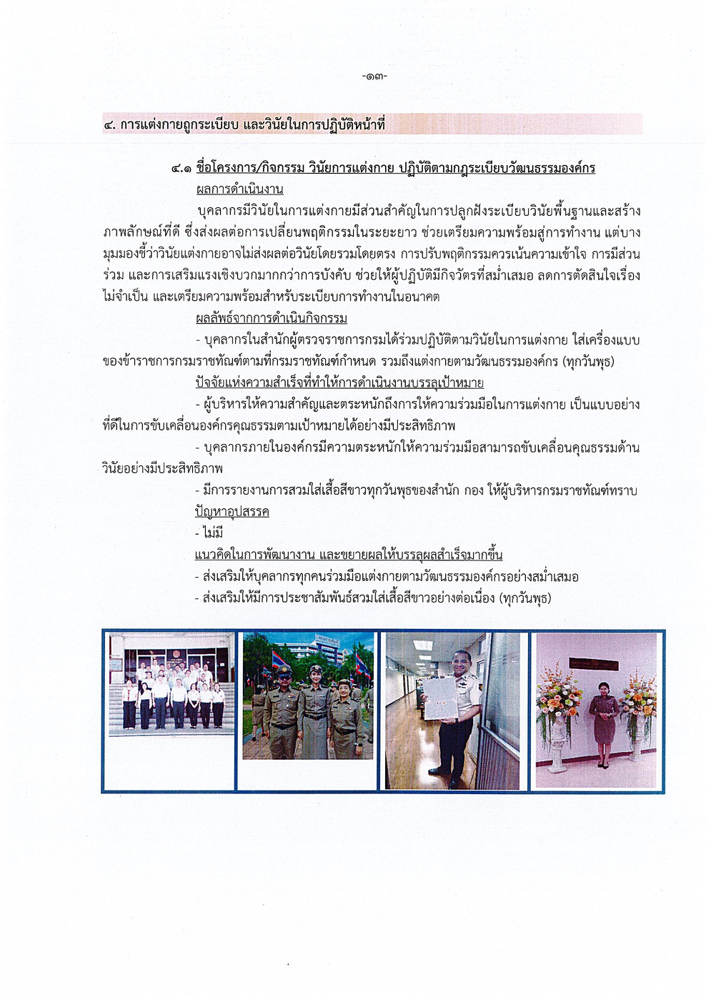 -๑๓-
๔. การแต่งกายถูกระเบียบ และวินัยในการปฏิบัติหน้าที่
๔.๑ ชื่อโครงการ/กิจกรรม วินัยการแต่งกาย ปฏิบัติตามกฎระเบียบวัฒนธรรมองค์กร
ผลการดำเนินงาน
บุคลากรมีวินัยในการแต่งกายมีส่วนสำคัญในการปลูกฝังระเบียบวินัยพื้นฐานและสร้าง
ภาพลักษณ์ที่ดี ซึ่งส่งผลต่อการเปลี่ยนพฤติกรรมในระยะยาว ช่วยเตรียมความพร้อมสู่การทำงาน แต่บาง
มุมมองชี้ว่าวินัยแต่งกายอาจไม่ส่งผลต่อวินัยโดยรวมโดยตรง การปรับพฤติกรรมควรเน้นความเข้าใจ การมีส่วน
ร่วม และการเสริมแรงเชิงบวกมากกว่าการบังคับ ช่วยให้ผู้ปฏิบัติมีกิจวัตรที่สม่ำเสมอ ลดการตัดสินใจเรื่อง
ไม่จำเป็น และเตรียมความพร้อมสำหรับระเบียบการทำงานในอนาคต
ผลลัพธ์จากการดำเนินกิจกรรม
- บุคลากรในสำนักผู้ตรวจราชการกรมได้ร่วมปฏิบัติตามวินัยในการแต่งกาย ใส่เครื่องแบบ
ของข้าราชการกรมราชทัณฑ์ตามที่กรมราชทัณฑ์กำหนด รวมถึงแต่งกายตามวัฒนธรรมองค์กร (ทุกวันพุธ)
ปัจจัยแห่งความสำเร็จที่ทำให้การดำเนินงานบรรลุเป้าหมาย
- ผู้บริหารให้ความสำคัญและตระหนักถึงการให้ความร่วมมือในการแต่งกาย เป็นแบบอย่าง
ที่ดีในการขับเคลื่อนองค์กรคุณธรรมตามเป้าหมายได้อย่างมีประสิทธิภาพ
- บุคลากรภายในองค์กรมีความตระหนักให้ความร่วมมือสามารถขับเคลื่อนคุณธรรมด้าน
วินัยอย่างมีประสิทธิภาพ
- มีการรายงานการสวมใส่เสื้อสีขาวทุกวันพุธของสำนัก กอง ให้ผู้บริหารกรมราชทัณฑ์ทราบ
ปัญหาอุปสรรค
- ไม่มี
แนวคิดในการพัฒนางาน และขยายผลให้บรรลุผลสำเร็จมากขึ้น
- ส่งเสริมให้บุคลากรทุกคนร่วมมือแต่งกายตามวัฒนธรรมองค์กรอย่างสม่ำเสมอ
- ส่งเสริมให้มีการประชาสัมพันธ์สวมใส่เสื้อสีขาวอย่างต่อเนื่อง (ทุกวันพุธ)